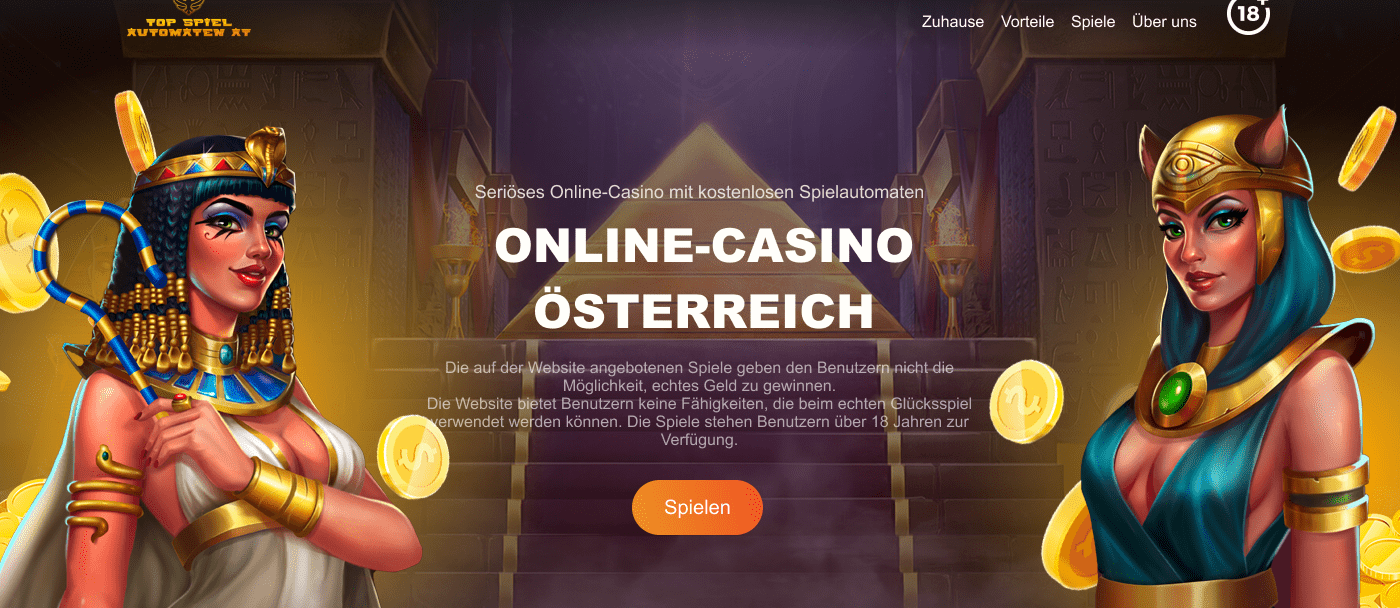 TOP SPIEL
AUTOMATEN AT
Zuhause Vorteile Spiele Über uns
18+
Seriöses Online-Casino mit kostenlosen Spielautomaten
ONLINE-CASINO
ÖSTERREICH
Die auf der Website angebotenen Spiele geben den Benutzern nicht die
Möglichkeit, echtes Geld zu gewinnen.
Die Website bietet Benutzern keine Fähigkeiten, die beim echten Glücksspiel
verwendet werden können. Die Spiele stehen Benutzern über 18 Jahren zur
Verfügung.
Spielen